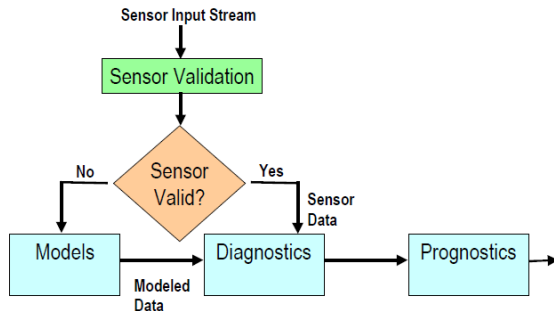 Sensor Input Stream
Sensor Validation
No
Sensor
Valid?
Yes
Sensor
Data
Models
Diagnostics
Prognostics
Modeled
Data